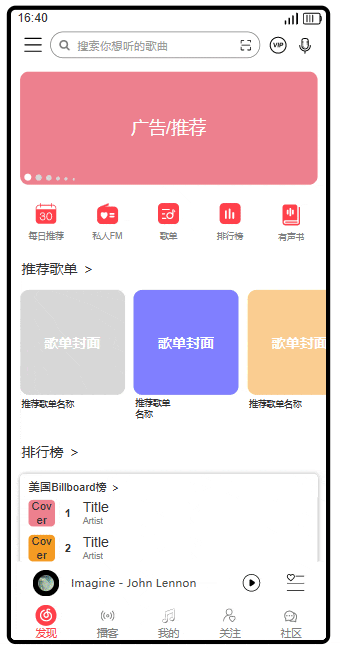 16:40
搜索你想听的歌曲
VIP
广告/推荐
30
每日推荐 私人FM 歌单 排行榜 有声书
推荐歌单 >
歌单封面 歌单封面 歌单封面
推荐歌单名称 推荐歌单 推荐歌单名称
名称
排行榜 >
美国Billboard榜 >
Cov
er
1
Title
Artist
Cov
er
2
Title
Artist
Imagine - John Lennon
发现 播客 我的 关注 社区